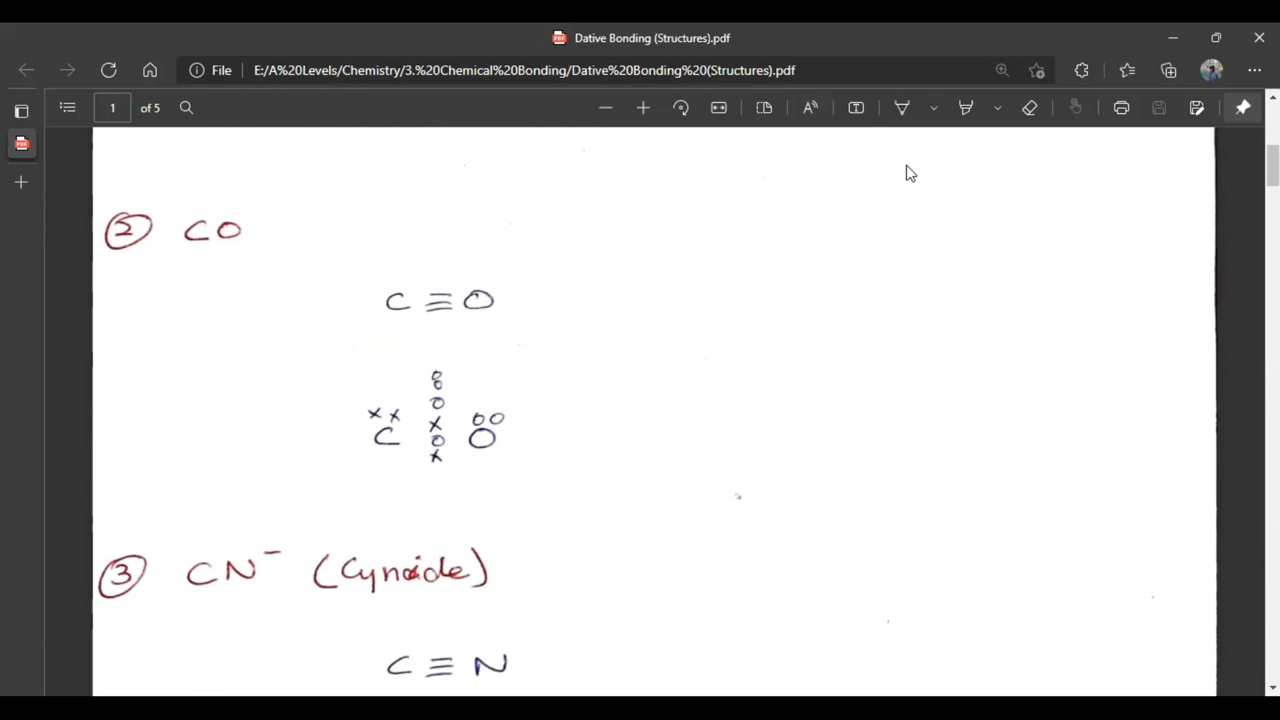 Dative Bonding (Structures).pdf
File E:/A%20Levels/Chemistry/3.%20Chemical%20Bonding/Dative%20Bonding%20(Structures).pdf
1 of 5
② CO
C ≡ O
o
o
o
x x x o o
C o O
x
③ CN⁻ (Cynaide)
C ≡ N